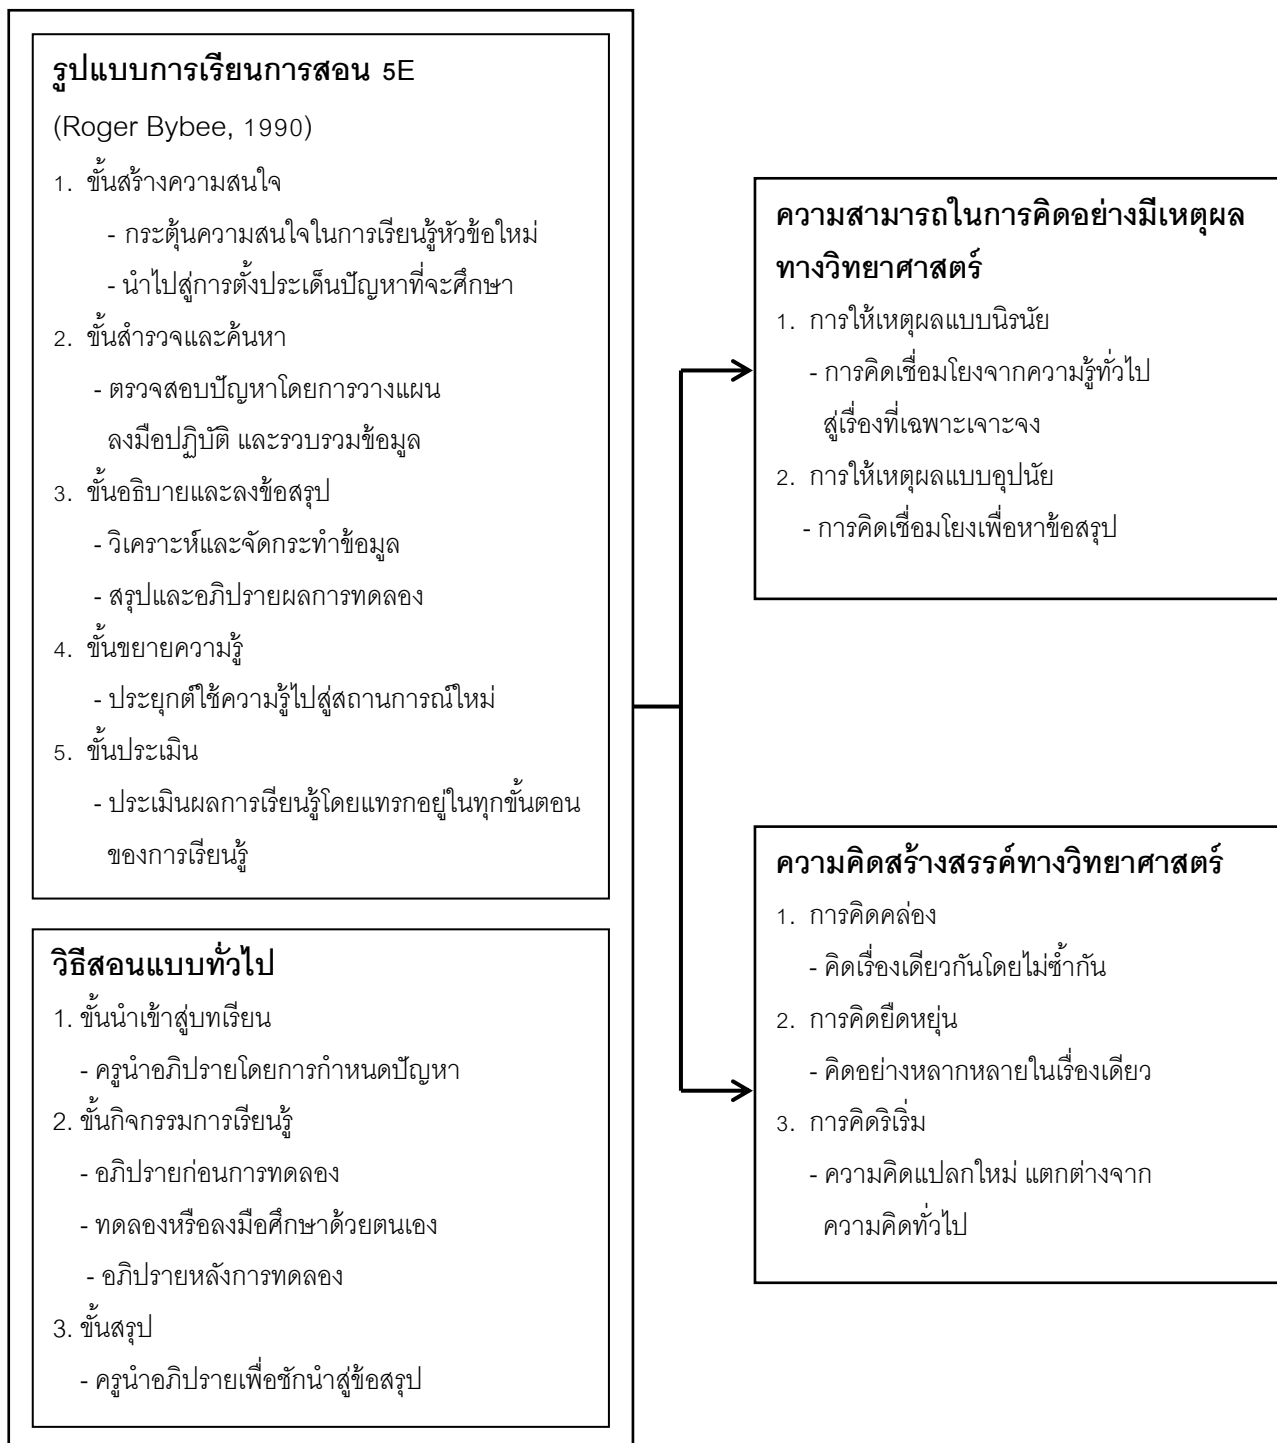 รูปแบบการเรียนการสอน 5E
(Roger Bybee, 1990)
1. ขั้นสร้างความสนใจ
- กระตุ้นความสนใจในการเรียนรู้หัวข้อใหม่
- นำไปสู่การตั้งประเด็นปัญหาที่จะศึกษา
2. ขั้นสำรวจและค้นหา
- ตรวจสอบปัญหาโดยการวางแผน
ลงมือปฏิบัติ และรวบรวมข้อมูล
3. ขั้นอธิบายและลงข้อสรุป
- วิเคราะห์และจัดกระทำข้อมูล
- สรุปและอภิปรายผลการทดลอง
4. ขั้นขยายความรู้
- ประยุกต์ใช้ความรู้ไปสู่สถานการณ์ใหม่
5. ขั้นประเมิน
- ประเมินผลการเรียนรู้โดยแทรกอยู่ในทุกขั้นตอน
ของการเรียนรู้
วิธีสอนแบบทั่วไป
1. ขั้นนำเข้าสู่บทเรียน
- ครูนำอภิปรายโดยการกำหนดปัญหา
2. ขั้นกิจกรรมการเรียนรู้
- อภิปรายก่อนการทดลอง
- ทดลองหรือลงมือศึกษาด้วยตนเอง
- อภิปรายหลังการทดลอง
3. ขั้นสรุป
- ครูนำอภิปรายเพื่อชักนำสู่ข้อสรุป
ความสามารถในการคิดอย่างมีเหตุผล
ทางวิทยาศาสตร์
1. การให้เหตุผลแบบนิรนัย
- การคิดเชื่อมโยงจากความรู้ทั่วไป
สู่เรื่องที่เฉพาะเจาะจง
2. การให้เหตุผลแบบอุปนัย
- การคิดเชื่อมโยงเพื่อหาข้อสรุป
ความคิดสร้างสรรค์ทางวิทยาศาสตร์
1. การคิดคล่อง
- คิดเรื่องเดียวกันโดยไม่ซ้ำกัน
2. การคิดยืดหยุ่น
- คิดอย่างหลากหลายในเรื่องเดียว
3. การคิดริเริ่ม
- ความคิดแปลกใหม่ แตกต่างจาก
ความคิดทั่วไป